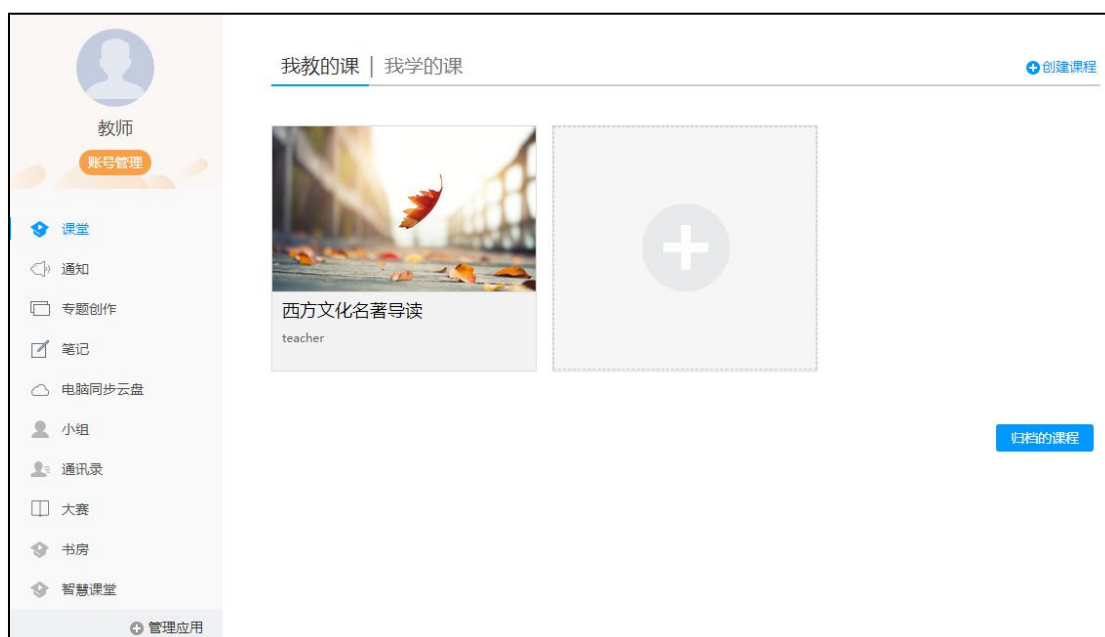 教师
账号管理
课堂
通知
专题创作
笔记
电脑同步云盘
小组
通讯录
大赛
书房
智慧课堂
管理应用
我教的课 | 我学的课
创建课程
西方文化名著导读
teacher
归档的课程